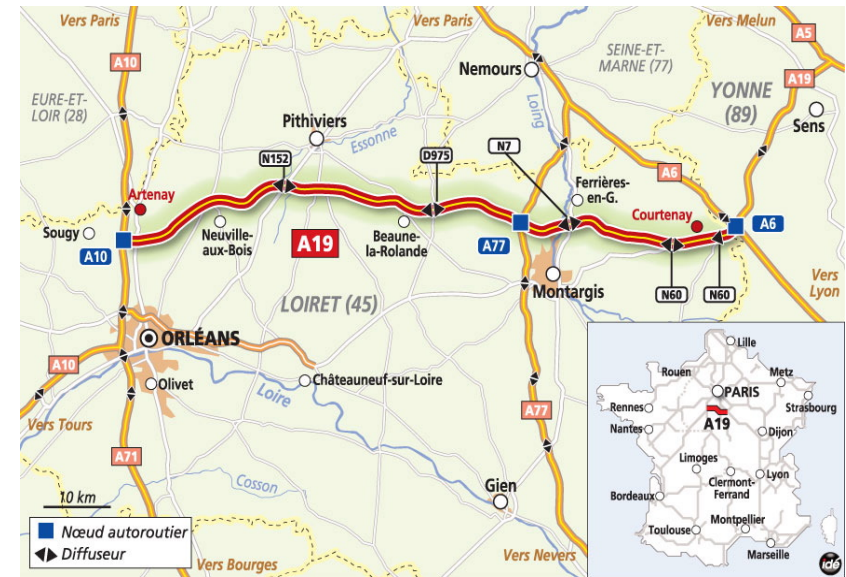 Vers Paris
Vers Paris
Vers Melun
A10
A5
SEINE-ET-
MARNE (77)
Nemours
A19
EURE-ET-
LOIR (28)
YONNE
(89)
Sens
Pithiviers
Essonne
Loing
N152
D975
N7
A6
Artenay
Ferrières-
en-G.
Sougy
Neuville-
aux-Bois
A19
Beaune-
la-Rolande
Courtenay
A10
A77
A6
N60
N60
Vers
Lyon
Montargis
LOIRET (45)
ORLÉANS
A10
Olivet
Châteauneuf-sur-Loire
Loire
Vers Tours
A77
A71
Cosson
Gien
10 km
Nœud autoroutier
Diffuseur
Vers Bourges
Vers Nevers
Lille
Rouen
Metz
PARIS
Rennes
Strasbourg
A19
Nantes
Dijon
Limoges
Lyon
Clermont-
Ferrand
Bordeaux
Toulouse
Montpellier
Marseille
idé